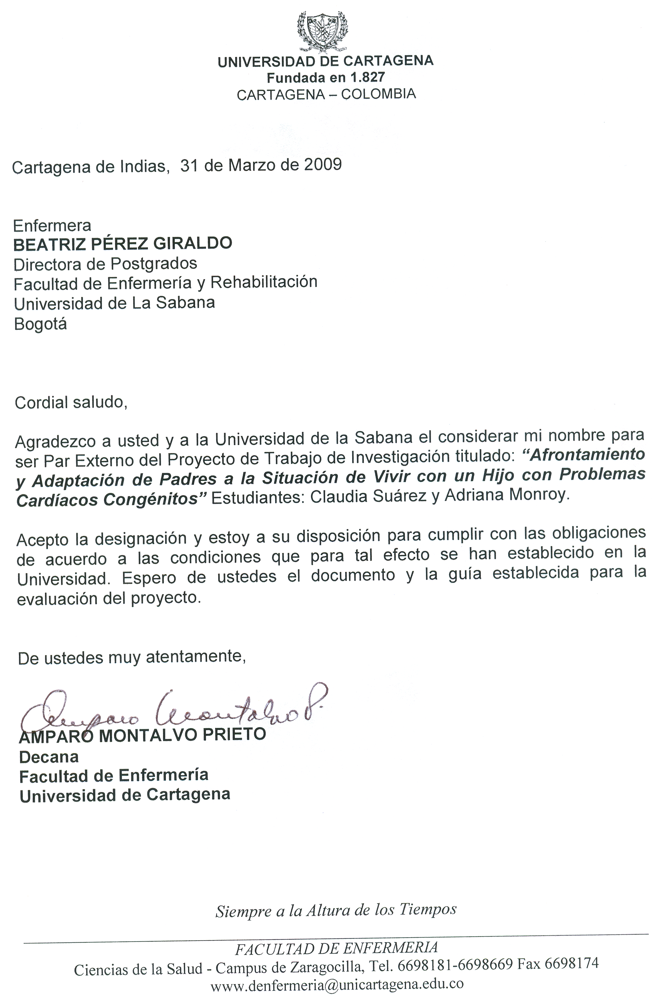 UNIVERSIDAD DE CARTAGENA
Fundada en 1.827
CARTAGENA – COLOMBIA
Cartagena de Indias, 31 de Marzo de 2009
Enfermera
BEATRIZ PÉREZ GIRALDO
Directora de Postgrados
Facultad de Enfermería y Rehabilitación
Universidad de La Sabana
Bogotá
Cordial saludo,
Agradezco a usted y a la Universidad de la Sabana el considerar mi nombre para
ser Par Externo del Proyecto de Trabajo de Investigación titulado: “Afrontamiento
y Adaptación de Padres a la Situación de Vivir con un Hijo con Problemas
Cardíacos Congénitos” Estudiantes: Claudia Suárez y Adriana Monroy.
Acepto la designación y estoy a su disposición para cumplir con las obligaciones
de acuerdo a las condiciones que para tal efecto se han establecido en la
Universidad. Espero de ustedes el documento y la guía establecida para la
evaluación del proyecto.
De ustedes muy atentamente,
Amparo Montalvo P.
AMPARO MONTALVO PRIETO
Decana
Facultad de Enfermería
Universidad de Cartagena
Siempre a la Altura de los Tiempos
FACULTAD DE ENFERMERIA
Ciencias de la Salud - Campus de Zaragocilla, Tel. 6698181-6698669 Fax 6698174
www.denfermeria@unicartagena.edu.co